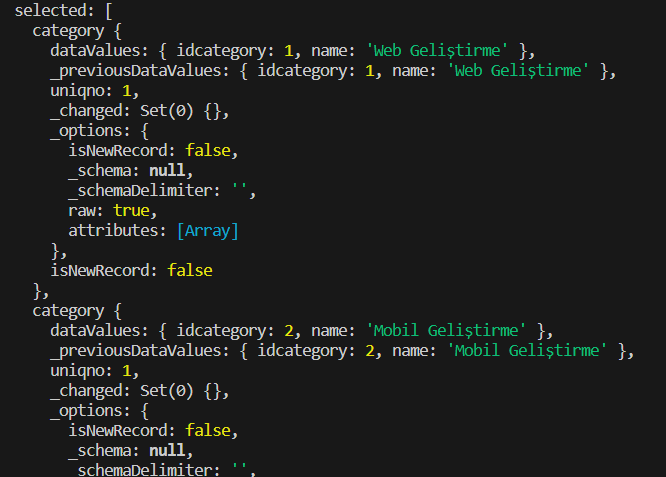 selected: [
category {
dataValues: { idcategory: 1, name: 'Web Geliştirme' },
_previousDataValues: { idcategory: 1, name: 'Web Geliştirme' },
uniqno: 1,
_changed: Set(0) {},
_options: {
isNewRecord: false,
_schema: null,
_schemaDelimiter: '',
raw: true,
attributes: [Array]
},
isNewRecord: false
},
category {
dataValues: { idcategory: 2, name: 'Mobil Geliştirme' },
_previousDataValues: { idcategory: 2, name: 'Mobil Geliştirme' },
uniqno: 1,
_changed: Set(0) {},
_options: {
isNewRecord: false,
_schema: null,
_schemaDelimiter: '',